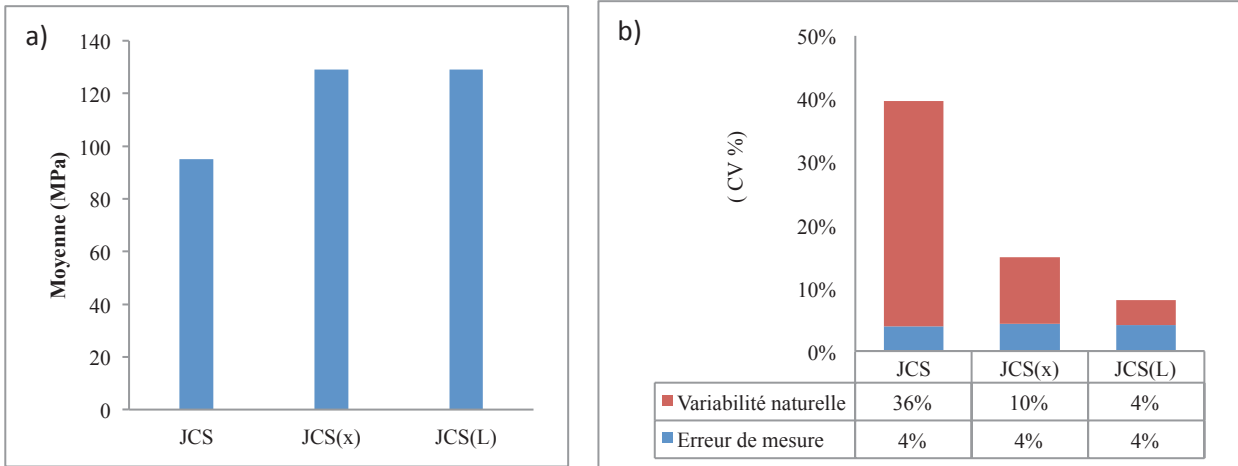 a)
Moyenne (MPa)
140
120
100
80
60
40
20
0
JCS JCS(x) JCS(L)
b)
( CV %)
50%
40%
30%
20%
10%
0%
JCS JCS(x) JCS(L)
Variabilité naturelle 36% 10% 4%
Erreur de mesure 4% 4% 4%